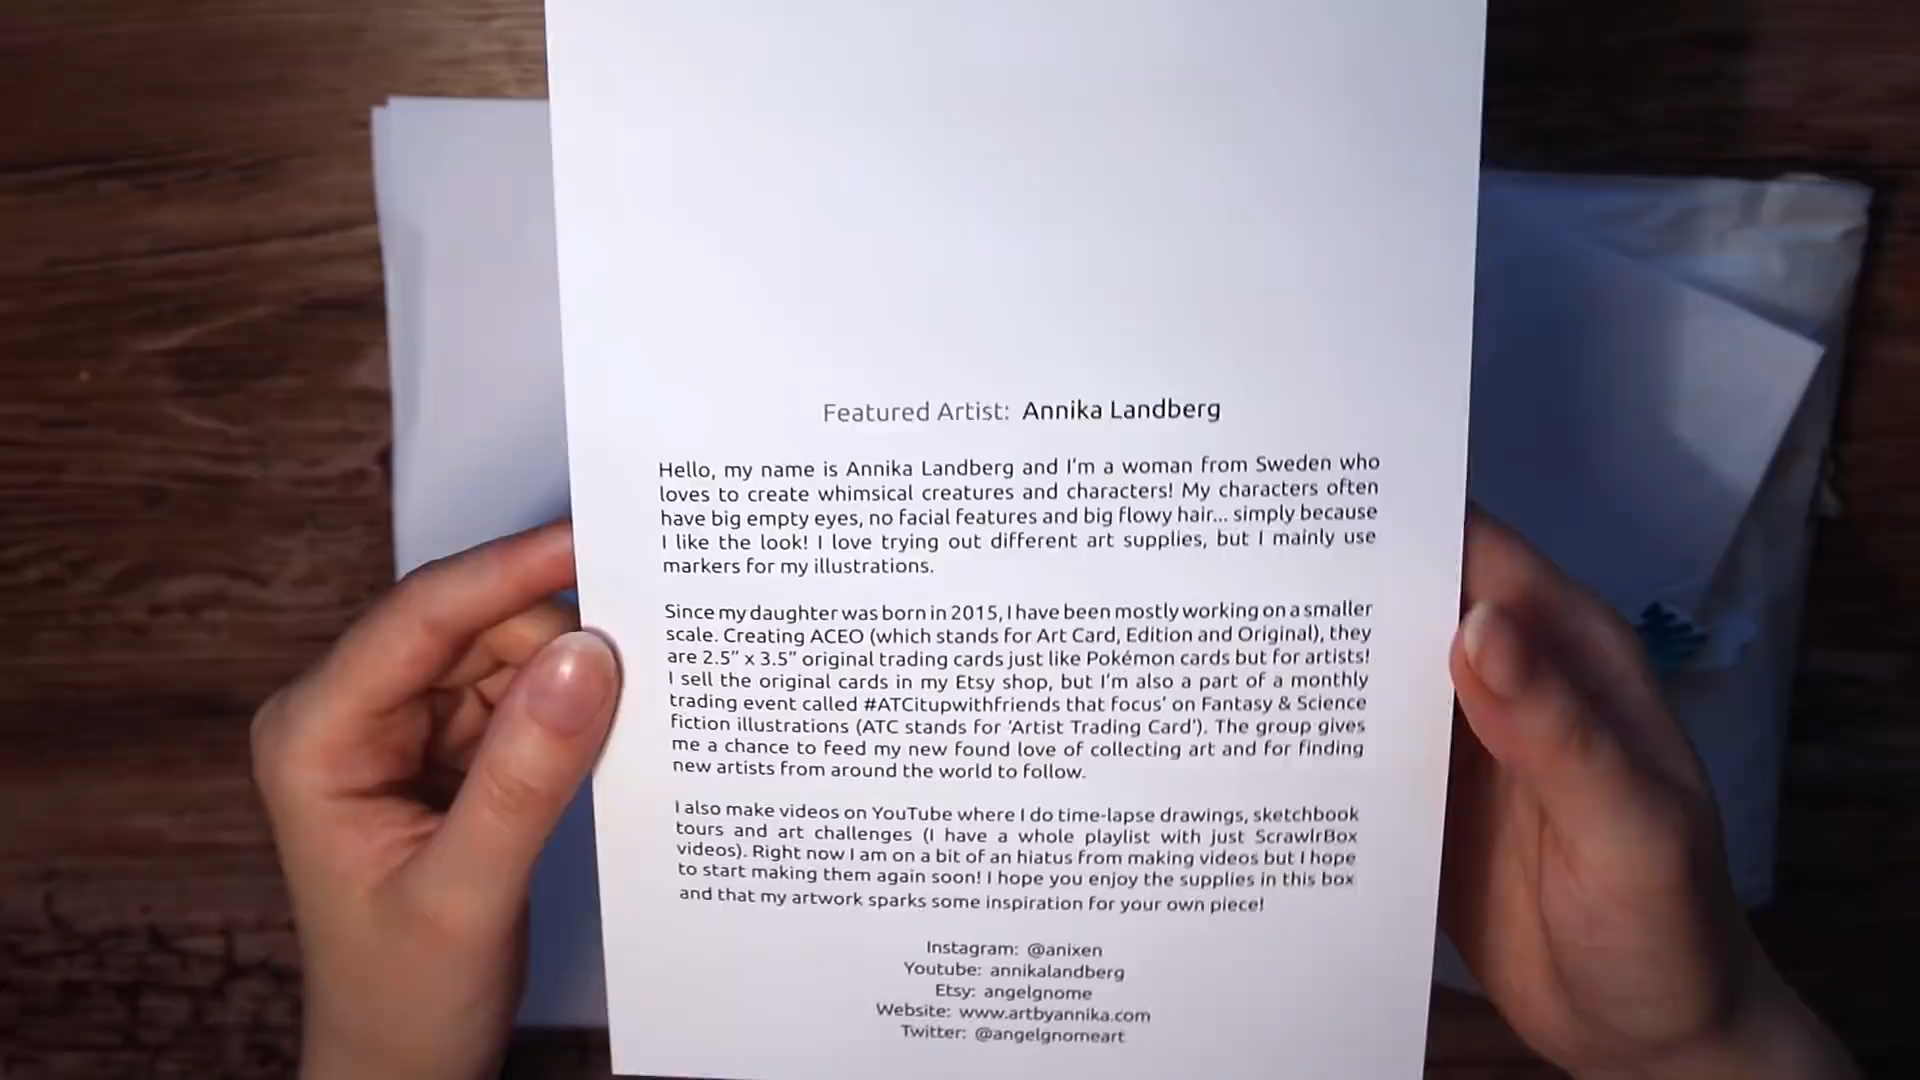 Featured Artist: Annika Landberg
Hello, my name is Annika Landberg and I'm a woman from Sweden who
loves to create whimsical creatures and characters! My characters often
have big empty eyes, no facial features and big flowy hair... simply because
I like the look! I love trying out different art supplies, but I mainly use
markers for my illustrations.
Since my daughter was born in 2015, I have been mostly working on a smaller
scale. Creating ACEO (which stands for Art Card, Edition and Original), they
are 2.5" x 3.5" original trading cards just like Pokémon cards but for artists!
I sell the original cards in my Etsy shop, but I'm also a part of a monthly
trading event called #ATCitupwithfriends that focus' on Fantasy & Science
fiction illustrations (ATC stands for 'Artist Trading Card'). The group gives
me a chance to feed my new found love of collecting art and for finding
new artists from around the world to follow.
I also make videos on YouTube where I do time-lapse drawings, sketchbook
tours and art challenges (I have a whole playlist with just ScrawlrBox
videos). Right now I am on a bit of an hiatus from making videos but I hope
to start making them again soon! I hope you enjoy the supplies in this box
and that my artwork sparks some inspiration for your own piece!
Instagram: @anixen
Youtube: annikalandberg
Etsy: angelgnome
Website: www.artbyannika.com
Twitter: @angelgnomeart